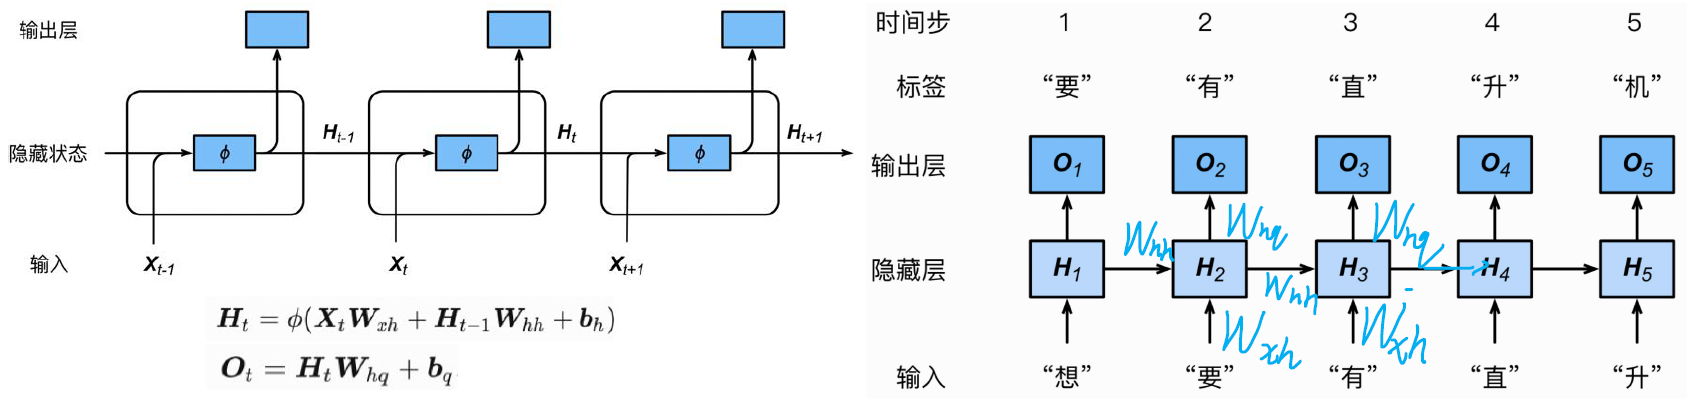 输出层
隐藏状态 ϕ H_{t-1} ϕ H_t ϕ H_{t+1}
输入 X_{t-1} X_t X_{t+1}
H_t = ϕ(X_t W_{xh} + H_{t-1} W_{hh} + b_h)
O_t = H_t W_{hq} + b_q
时间步 1 2 3 4 5
标签 “要” “有” “直” “升” “机”
输出层 O_1 O_2 O_3 O_4 O_5
W_{hh} W_{hq} W_{hq}
隐藏层 H_1 H_2 H_3 H_4 H_5
W_{hh}
W_{xh} W_{xh}
输入 “想” “要” “有” “直” “升”